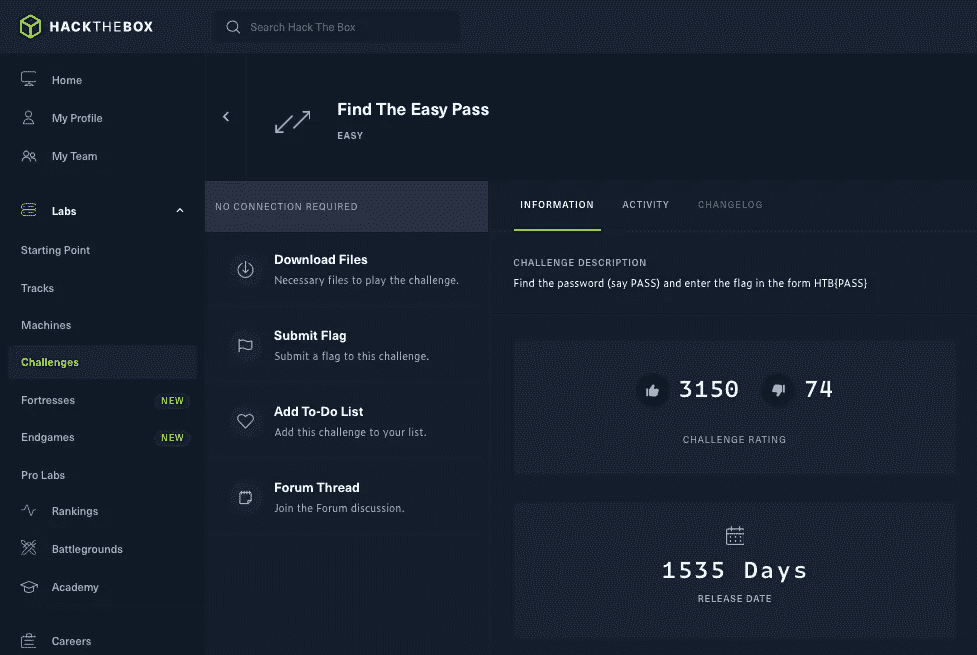 HACKTHEBOX
Search Hack The Box
Home
My Profile
My Team
Labs
Starting Point
Tracks
Machines
Challenges
Fortresses NEW
Endgames NEW
Pro Labs
Rankings
Battlegrounds
Academy
Careers
Find The Easy Pass
EASY
NO CONNECTION REQUIRED
Download Files
Necessary files to play the challenge.
Submit Flag
Submit a flag to this challenge.
Add To-Do List
Add this challenge to your list.
Forum Thread
Join the Forum discussion.
INFORMATION ACTIVITY CHANGELOG
CHALLENGE DESCRIPTION
Find the password (say PASS) and enter the flag in the form HTB{PASS}
3150 74
CHALLENGE RATING
1535 Days
RELEASE DATE